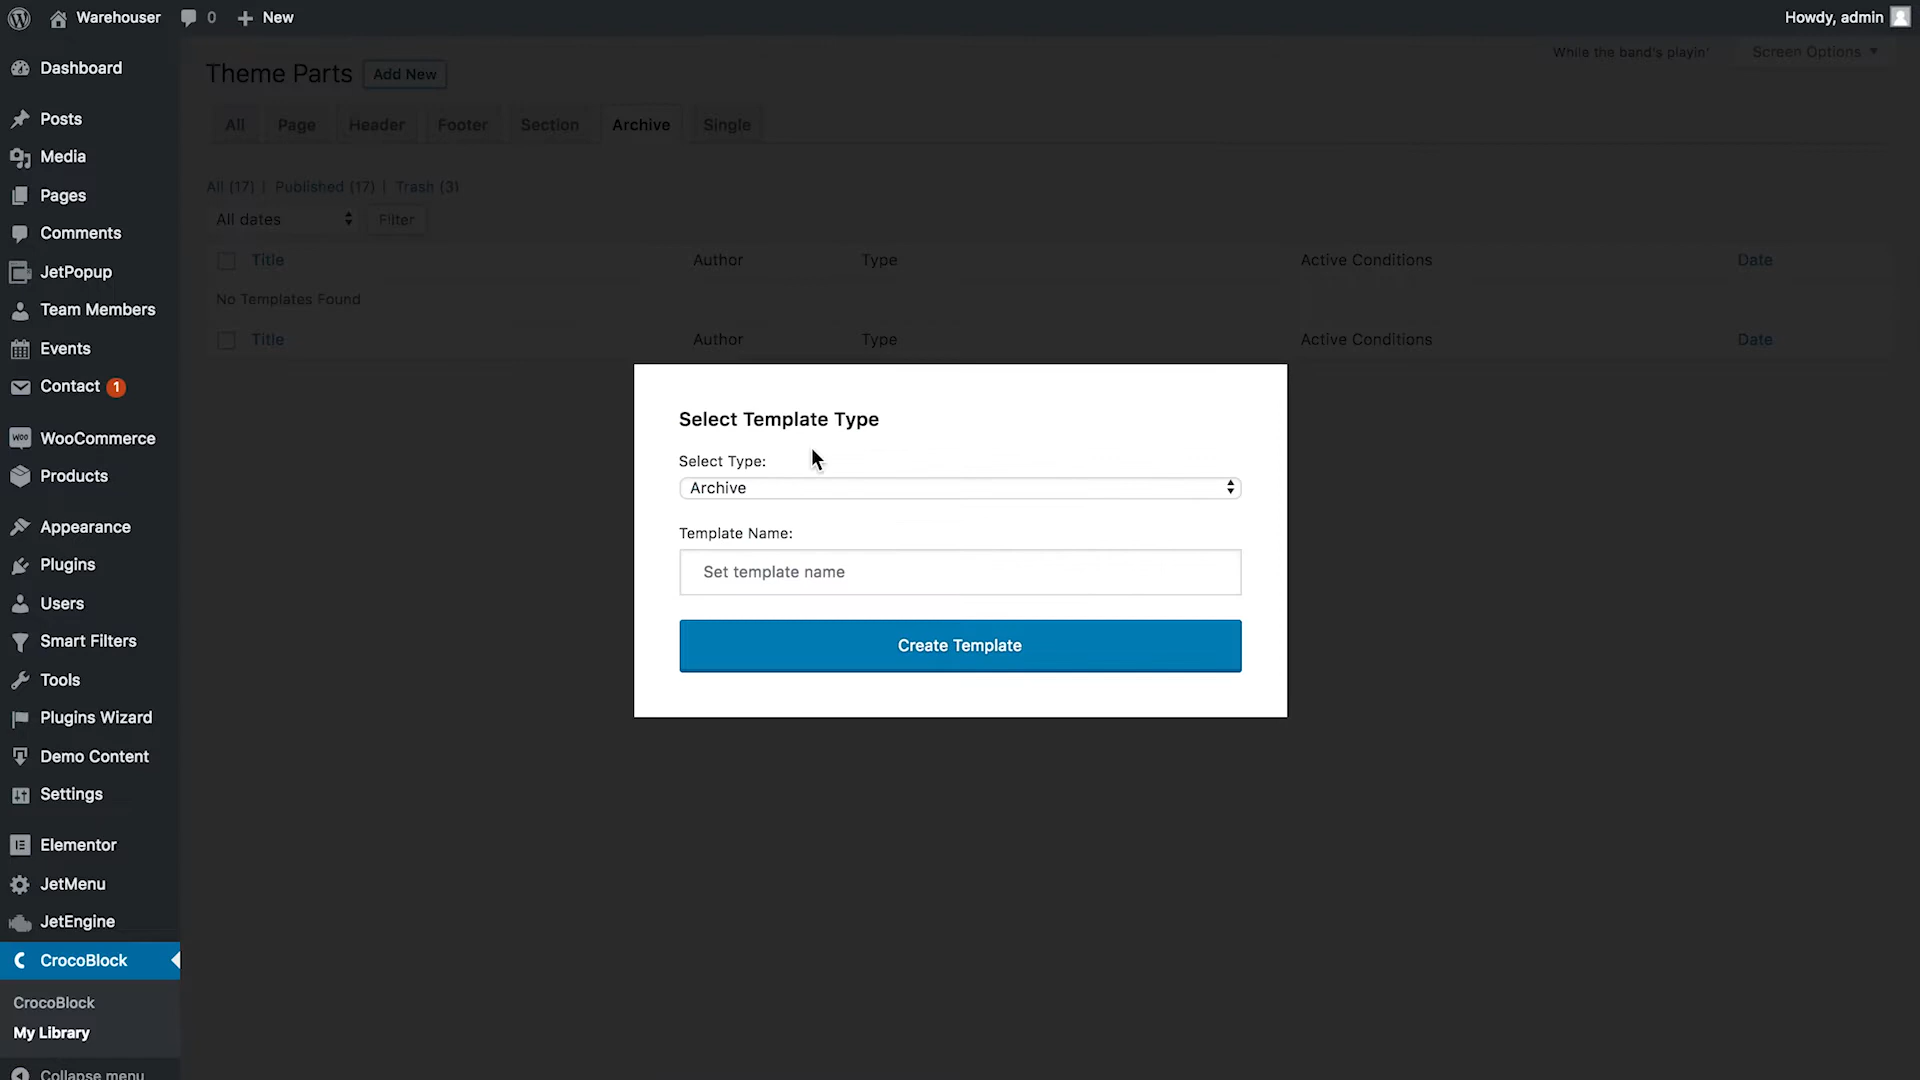 Warehouser 0 New Howdy, admin
Dashboard
Posts
Media
Pages
Comments
JetPopup
Team Members
Events
Contact 1
WooCommerce
Products
Appearance
Plugins
Users
Smart Filters
Tools
Plugins Wizard
Demo Content
Settings
Elementor
JetMenu
JetEngine
CrocoBlock
CrocoBlock
My Library
Collapse menu
While the band's playin' Screen Options
Theme Parts Add New
All Page Header Footer Section Archive Single
All (17) | Published (17) | Trash (3)
All dates Filter
Title Author Type Active Conditions Date
No Templates Found
Title Author Type Active Conditions Date
Select Template Type
Select Type:
Archive
Template Name:
Set template name
Create Template